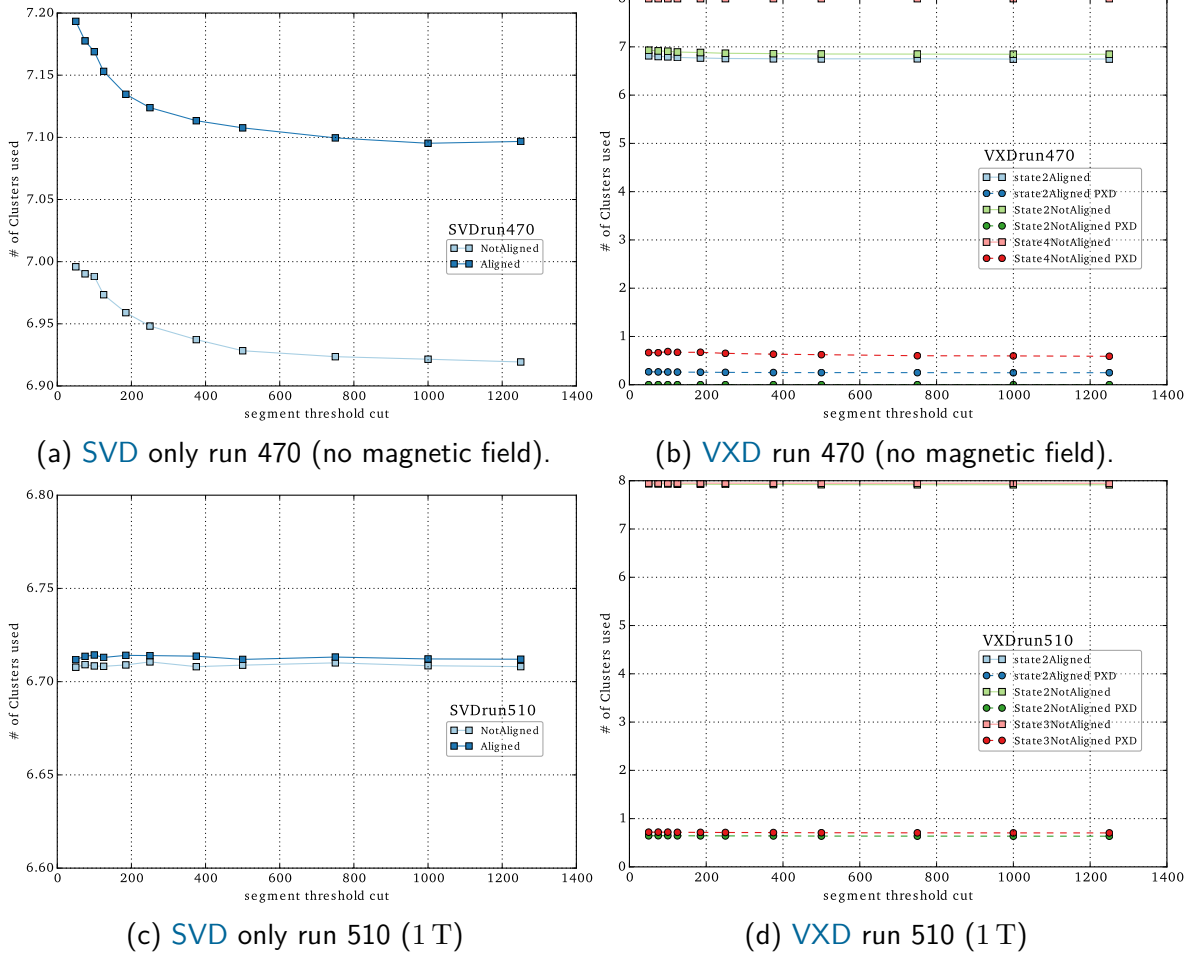 7.20
7.15
7.10
7.05
7.00
6.95
6.90
# of Clusters used
SVDrun470
NotAligned
Aligned
0 200 400 600 800 1000 1200 1400
segment threshold cut
(a) SVD only run 470 (no magnetic field).
8
7
6
5
4
3
2
1
0
# of Clusters used
VXDrun470
state2Aligned
state2Aligned PXD
State2NotAligned
State2NotAligned PXD
State4NotAligned
State4NotAligned PXD
0 200 400 600 800 1000 1200 1400
segment threshold cut
(b) VXD run 470 (no magnetic field).
6.80
6.75
6.70
6.65
6.60
# of Clusters used
SVDrun510
NotAligned
Aligned
0 200 400 600 800 1000 1200 1400
segment threshold cut
(c) SVD only run 510 (1 T)
8
7
6
5
4
3
2
1
0
# of Clusters used
VXDrun510
state2Aligned
state2Aligned PXD
State2NotAligned
State2NotAligned PXD
State3NotAligned
State3NotAligned PXD
0 200 400 600 800 1000 1200 1400
segment threshold cut
(d) VXD run 510 (1 T)